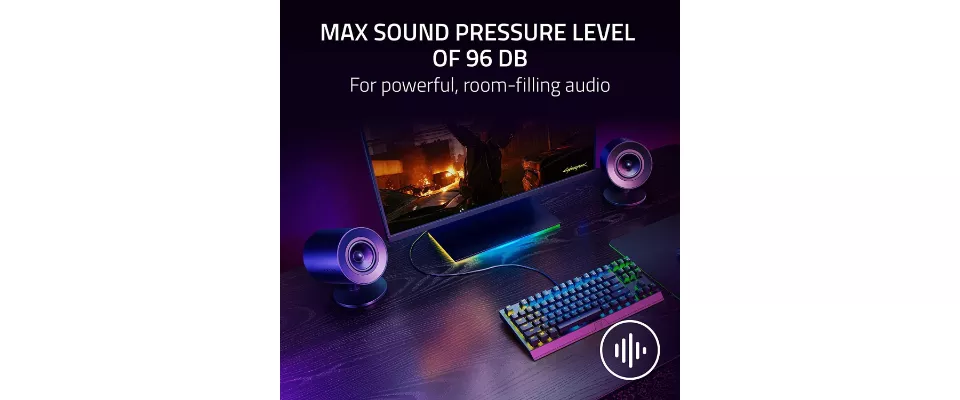 MAX SOUND PRESSURE LEVEL
OF 96 DB
For powerful, room-filling audio